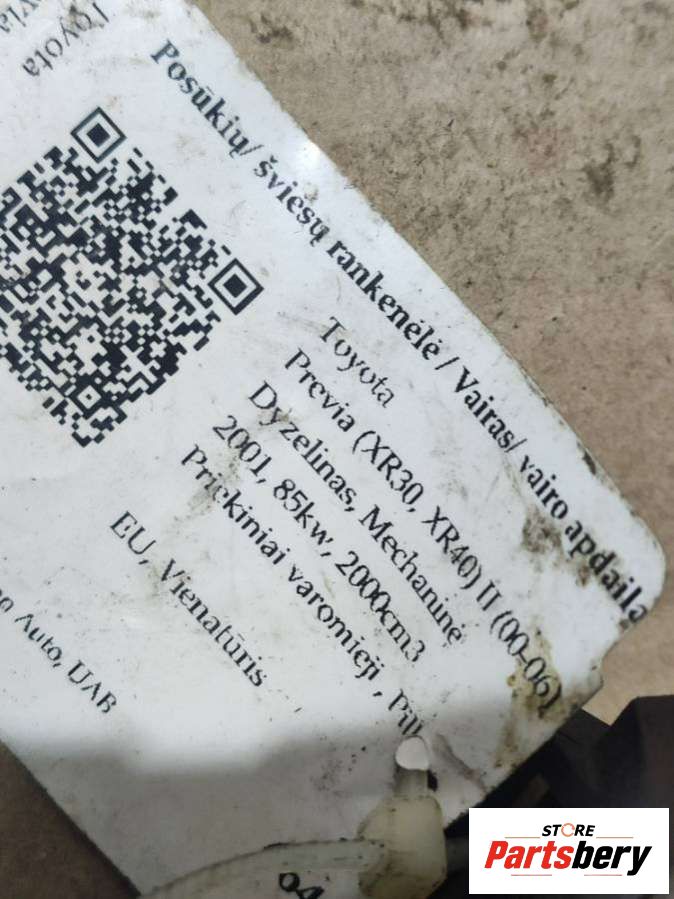 Toyota
Posūkių/ šviesų rankenėlė / Vairas/ vairo apdaila
Toyota
Previa (XR30, XR40) II (00-06)
Dyzelinas, Mechaninė
2001, 85kw, 2000cm3
Priekiniai varomieji ,
EU, Vienatūris
Auto, UAB
64
STORE
Partsbery